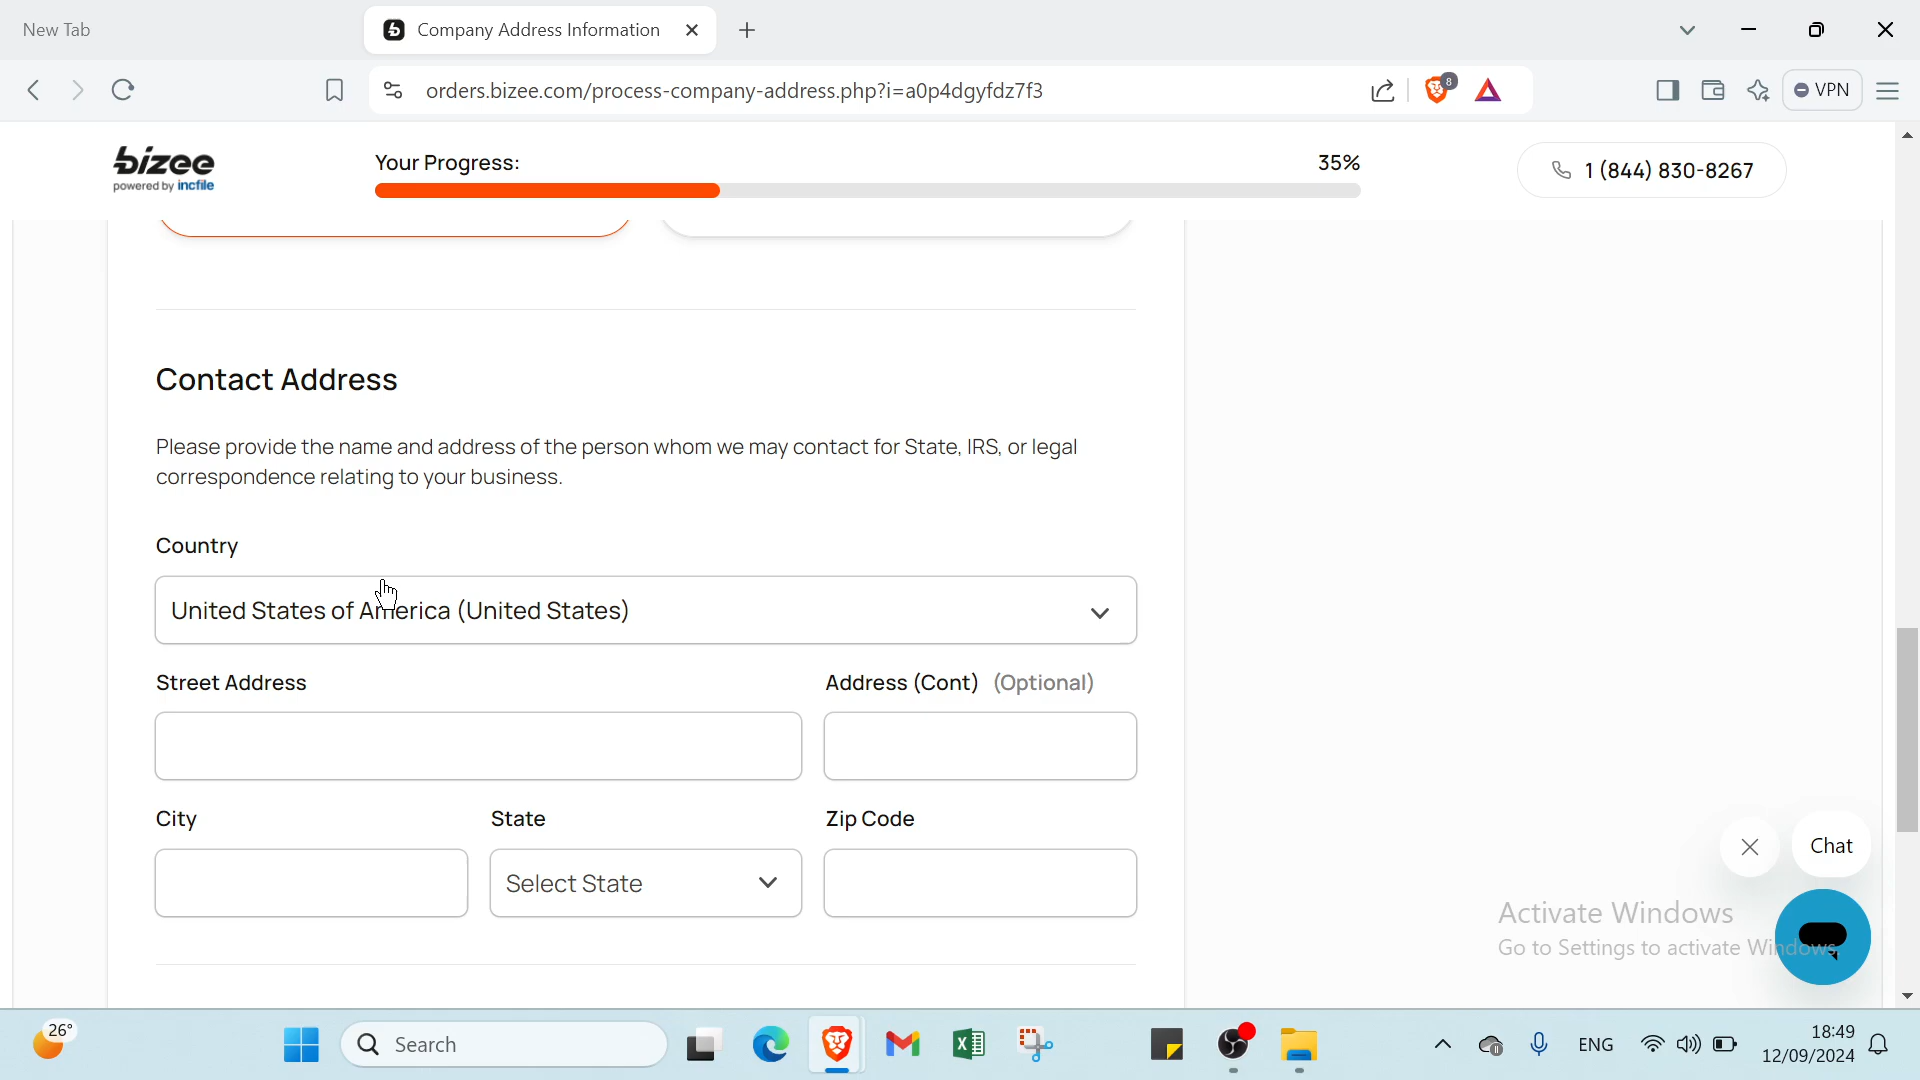 New Tab
Company Address Information
orders.bizee.com/process-company-address.php?i=a0p4dgyfdz7f3
8
VPN
bizee
powered by incfile
Your Progress:
35%
1 (844) 830-8267
Contact Address
Please provide the name and address of the person whom we may contact for State, IRS, or legal
correspondence relating to your business.
Country
United States of America (United States)
Street Address
Address (Cont) (Optional)
City
State
Zip Code
Select State
Chat
Activate Windows
Go to Settings to activate Windows.
26°
Search
ENG
18:49
12/09/2024